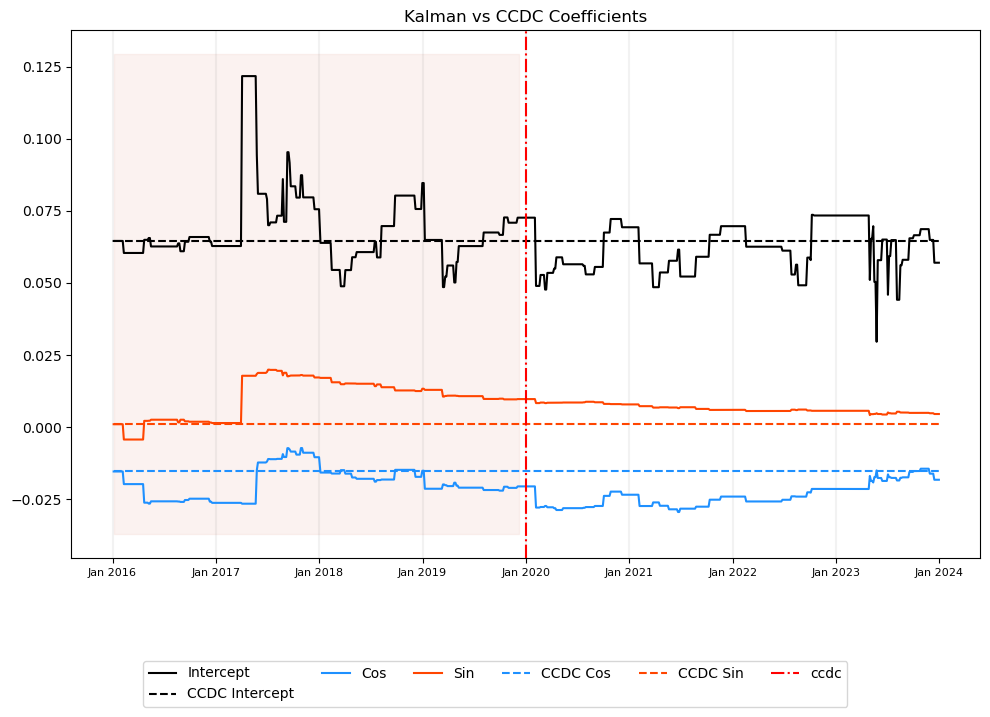 Kalman vs CCDC Coefficients
0.125
0.100
0.075
0.050
0.025
0.000
−0.025
Jan 2016 Jan 2017 Jan 2018 Jan 2019 Jan 2020 Jan 2021 Jan 2022 Jan 2023 Jan 2024
Intercept Cos Sin CCDC Cos CCDC Sin ccdc
CCDC Intercept